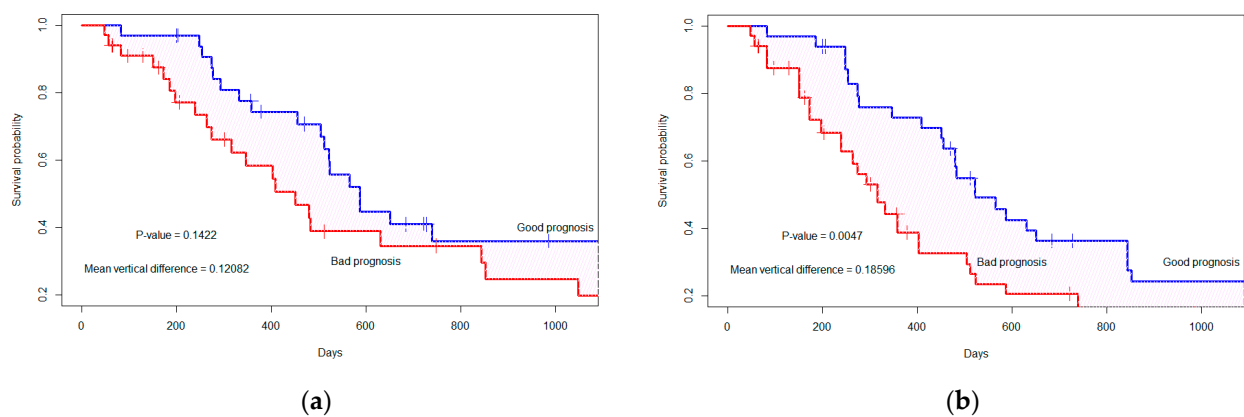 1.0
0.8
0.6
0.4
0.2
Survival probability
P-value = 0.1422
Mean vertical difference = 0.12082
Good prognosis
Bad prognosis
0 200 400 600 800 1000
Days
(a)
1.0
0.8
0.6
0.4
0.2
Survival probability
P-value = 0.0047
Mean vertical difference = 0.18596
Bad prognosis
Good prognosis
0 200 400 600 800 1000
Days
(b)